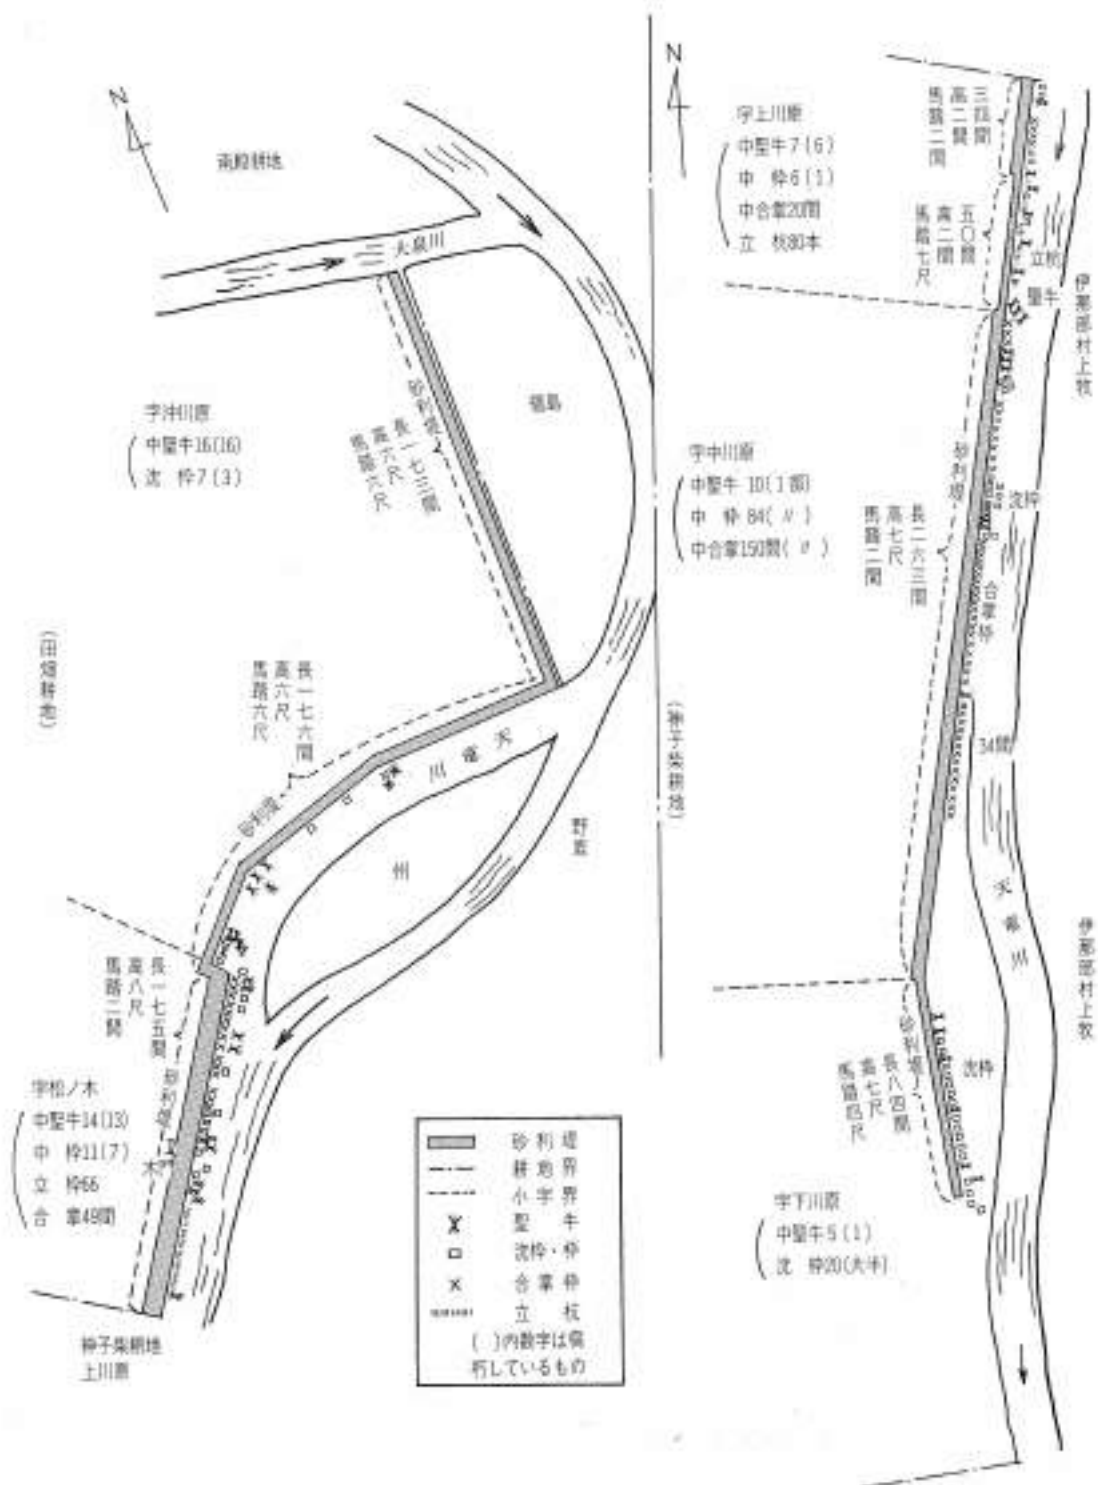 N
南殿耕地
大泉川
福島
砂利堤
長一七三間
高六尺
馬踏六尺
字沖川原
中聖牛16(16)
沈 枠7(3)
(田畑耕地)
長一七六間
高六尺
馬踏六尺
砂利堤
天竜川
州
野底
長一七五間
高八尺
馬踏二間
砂利堤
字松ノ木
中聖牛14(13)
中 枠11(7)
立 枠66
合 掌49間
木
神子柴耕地
上川原
砂利堤
耕地界
小字界
聖牛
沈枠・枠
合掌枠
立杭
( )内数字は腐
朽しているもの
N
字上川原
中聖牛7(6)
中 枠6(1)
中合掌20間
立 杭80本
高二間
馬踏二間
五〇間
高二間
馬踏七尺
立杭
聖牛
伊那部村上牧
字中川原
中聖牛10(1部)
中 枠84(〃)
中合掌150間(〃)
砂利堤
長二六三間
高七尺
馬踏二間
沈枠
合掌枠
(神子柴耕地)
34間
天竜川
伊那部村上牧
砂利堤
長八四間
高七尺
馬踏四尺
沈枠
字下川原
中聖牛5(1)
沈 枠20(大半)